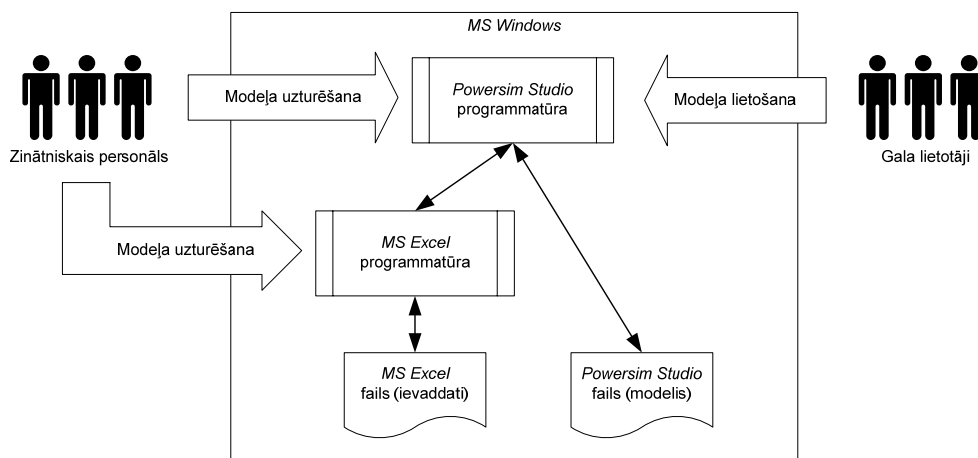 MS Windows
Modeļa uzturēšana
Powersim Studio
programmatūra
Modeļa lietošana
Zinātniskais personāls
Gala lietotāji
Modeļa uzturēšana
MS Excel
programmatūra
MS Excel
fails (ievaddati)
Powersim Studio
fails (modelis)